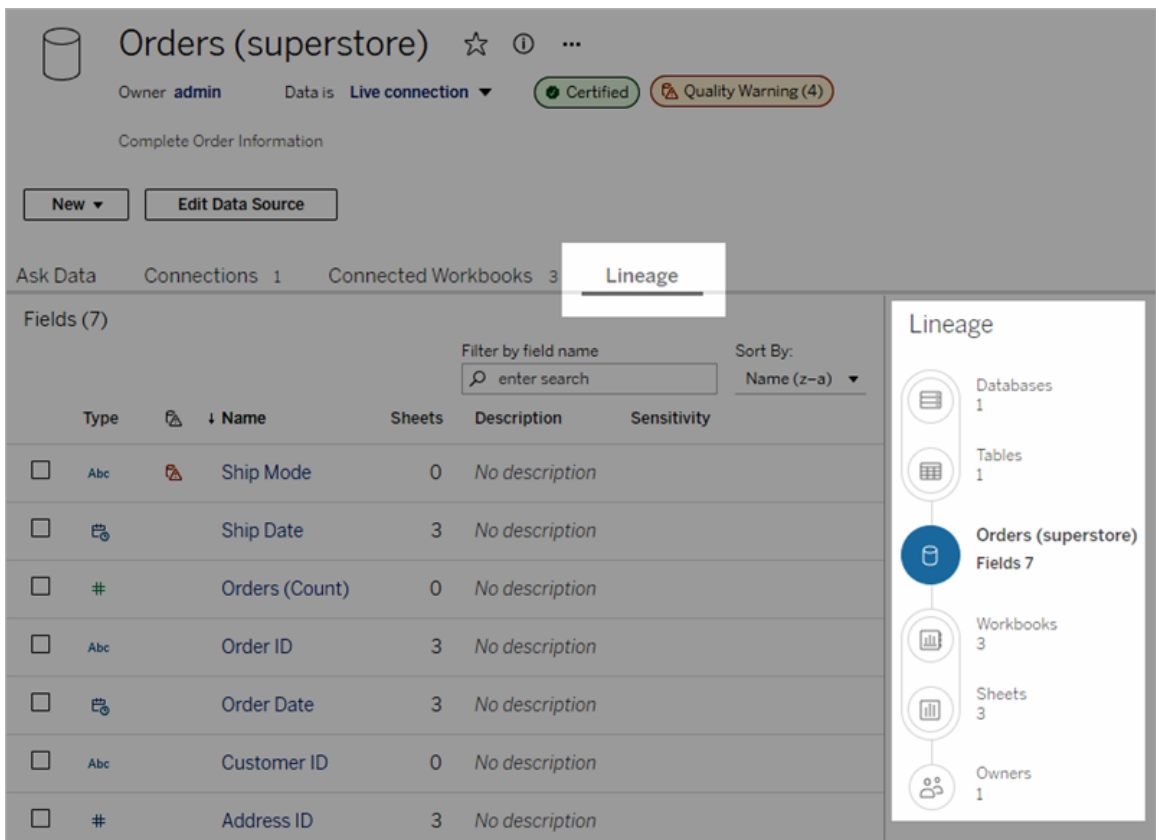 Orders (superstore)
Owner admin Data is Live connection Certified Quality Warning (4)
Complete Order Information
New Edit Data Source
Ask Data Connections 1 Connected Workbooks 3 Lineage
Fields (7)
Filter by field name Sort By:
enter search Name (z–a)
Type Name Sheets Description Sensitivity
Abc Ship Mode 0 No description
Ship Date 3 No description
# Orders (Count) 0 No description
Abc Order ID 3 No description
Order Date 3 No description
Abc Customer ID 0 No description
# Address ID 3 No description
Lineage
Databases
1
Tables
1
Orders (superstore)
Fields 7
Workbooks
3
Sheets
3
Owners
1